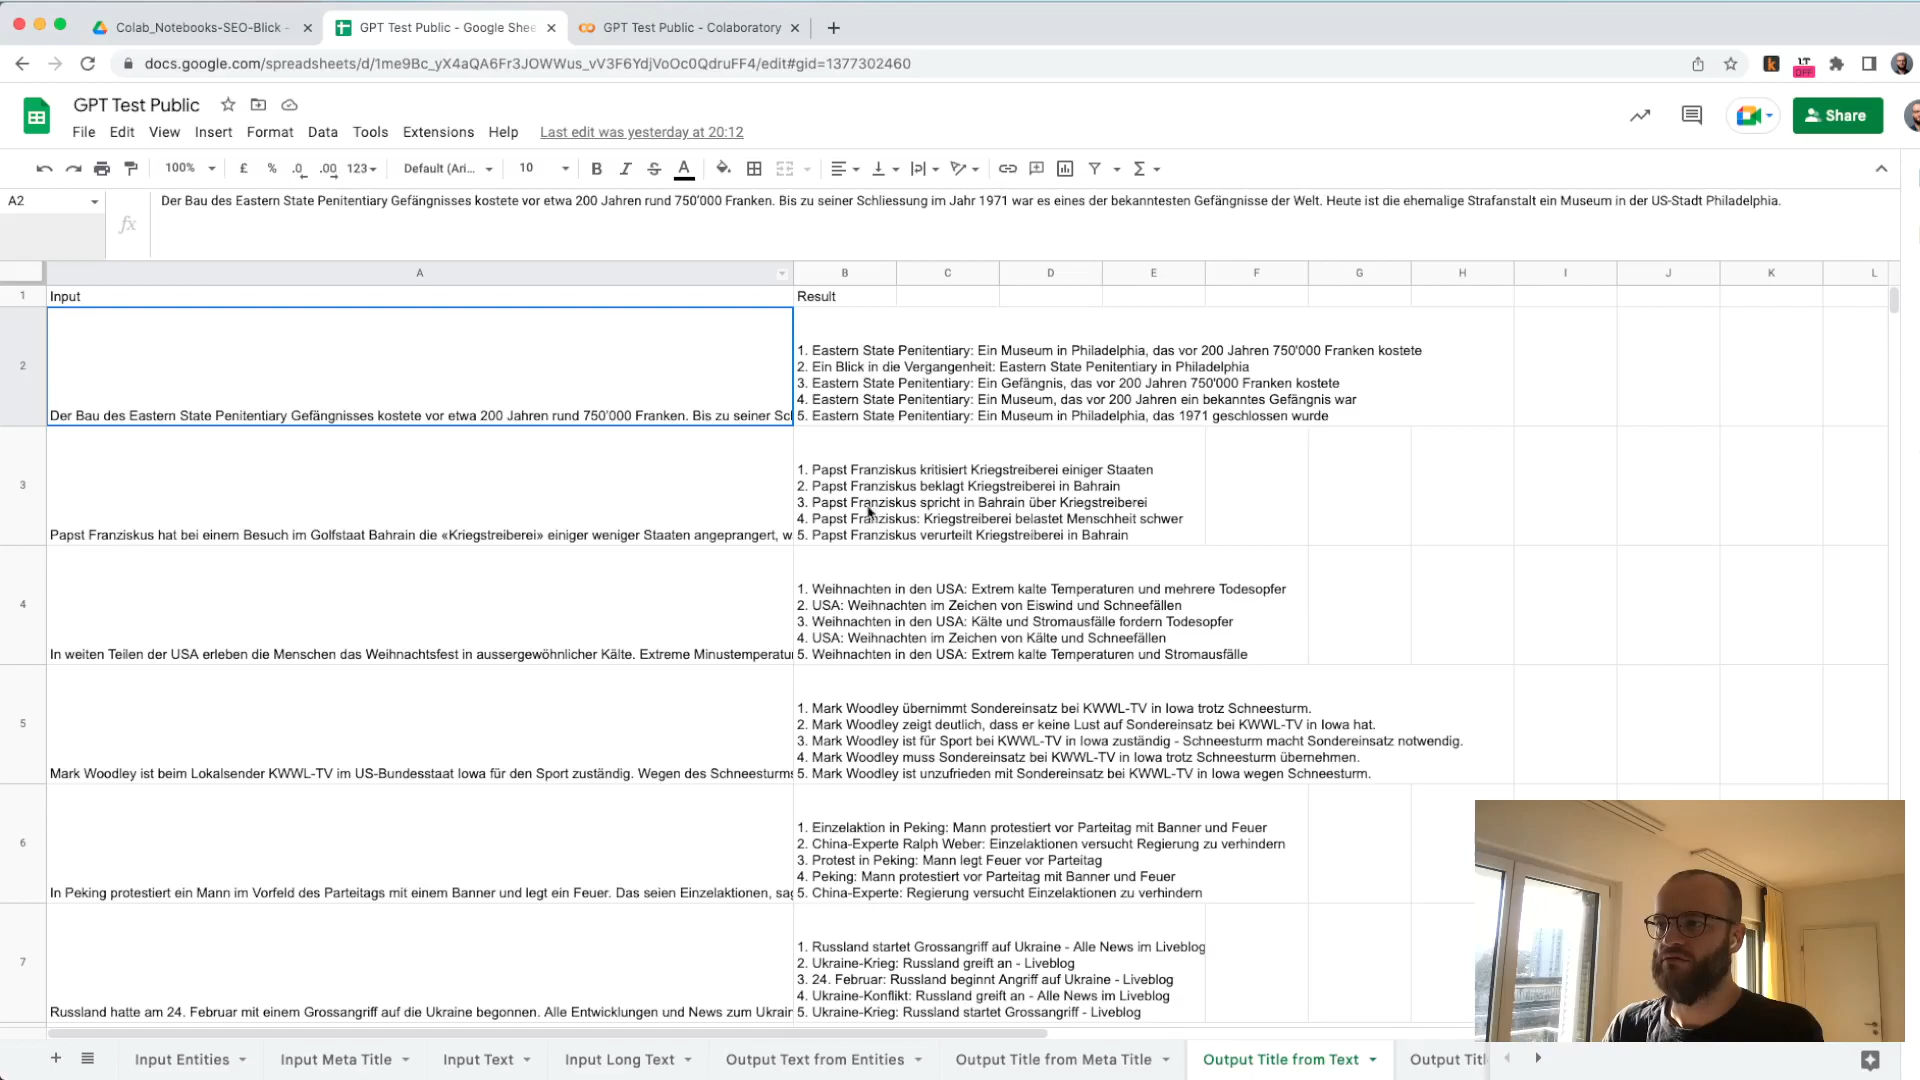 Colab_Notebooks-SEO-Blick -
GPT Test Public - Google Shee
GPT Test Public - Colaboratory
docs.google.com/spreadsheets/d/1me9Bc_yX4aQA6Fr3JOWWus_vV3F6YdjVoOc0QdruFF4/edit#gid=1377302460
LT
OFF
GPT Test Public
File Edit View Insert Format Data Tools Extensions Help Last edit was yesterday at 20:12
Share
100% £ % .0 .00 123 Default (Ari... 10 B I S A
A2
fx
Der Bau des Eastern State Penitentiary Gefängnisses kostete vor etwa 200 Jahren rund 750'000 Franken. Bis zu seiner Schliessung im Jahr 1971 war es eines der bekanntesten Gefängnisse der Welt. Heute ist die ehemalige Strafanstalt ein Museum in der US-Stadt Philadelphia.
A B C D E F G H I J K L
1 Input Result
2
1. Eastern State Penitentiary: Ein Museum in Philadelphia, das vor 200 Jahren 750'000 Franken kostete
2. Ein Blick in die Vergangenheit: Eastern State Penitentiary in Philadelphia
3. Eastern State Penitentiary: Ein Gefängnis, das vor 200 Jahren 750'000 Franken kostete
4. Eastern State Penitentiary: Ein Museum, das vor 200 Jahren ein bekanntes Gefängnis war
Der Bau des Eastern State Penitentiary Gefängnisses kostete vor etwa 200 Jahren rund 750'000 Franken. Bis zu seiner Scl
5. Eastern State Penitentiary: Ein Museum in Philadelphia, das 1971 geschlossen wurde
3
1. Papst Franziskus kritisiert Kriegstreiberei einiger Staaten
2. Papst Franziskus beklagt Kriegstreiberei in Bahrain
3. Papst Franziskus spricht in Bahrain über Kriegstreiberei
4. Papst Franziskus: Kriegstreiberei belastet Menschheit schwer
Papst Franziskus hat bei einem Besuch im Golfstaat Bahrain die «Kriegstreiberei» einiger weniger Staaten angeprangert, w
5. Papst Franziskus verurteilt Kriegstreiberei in Bahrain
4
1. Weihnachten in den USA: Extrem kalte Temperaturen und mehrere Todesopfer
2. USA: Weihnachten im Zeichen von Eiswind und Schneefällen
3. Weihnachten in den USA: Kälte und Stromausfälle fordern Todesopfer
4. USA: Weihnachten im Zeichen von Kälte und Schneefällen
In weiten Teilen der USA erleben die Menschen das Weihnachtsfest in aussergewöhnlicher Kälte. Extreme Minustemperatu
5. Weihnachten in den USA: Extrem kalte Temperaturen und Stromausfälle
5
1. Mark Woodley übernimmt Sondereinsatz bei KWWL-TV in Iowa trotz Schneesturm.
2. Mark Woodley zeigt deutlich, dass er keine Lust auf Sondereinsatz bei KWWL-TV in Iowa hat.
3. Mark Woodley ist für Sport bei KWWL-TV in Iowa zuständig - Schneesturm macht Sondereinsatz notwendig.
4. Mark Woodley muss Sondereinsatz bei KWWL-TV in Iowa trotz Schneesturm übernehmen.
Mark Woodley ist beim Lokalsender KWWL-TV im US-Bundesstaat Iowa für den Sport zuständig. Wegen des Schneesturms
5. Mark Woodley ist unzufrieden mit Sondereinsatz bei KWWL-TV in Iowa wegen Schneesturm.
6
1. Einzelaktion in Peking: Mann protestiert vor Parteitag mit Banner und Feuer
2. China-Experte Ralph Weber: Einzelaktionen versucht Regierung zu verhindern
3. Protest in Peking: Mann legt Feuer vor Parteitag
4. Peking: Mann protestiert vor Parteitag mit Banner und Feuer
In Peking protestiert ein Mann im Vorfeld des Parteitags mit einem Banner und legt ein Feuer. Das seien Einzelaktionen, sag
5. China-Experte: Regierung versucht Einzelaktionen zu verhindern
7
1. Russland startet Grossangriff auf Ukraine - Alle News im Liveblog
2. Ukraine-Krieg: Russland greift an - Liveblog
3. 24. Februar: Russland beginnt Angriff auf Ukraine - Liveblog
4. Ukraine-Konflikt: Russland greift an - Alle News im Liveblog
Russland hatte am 24. Februar mit einem Grossangriff auf die Ukraine begonnen. Alle Entwicklungen und News zum Ukrain
5. Ukraine-Krieg: Russland startet Grossangriff - Liveblog
Input Entities Input Meta Title Input Text Input Long Text Output Text from Entities Output Title from Meta Title Output Title from Text Output Titl